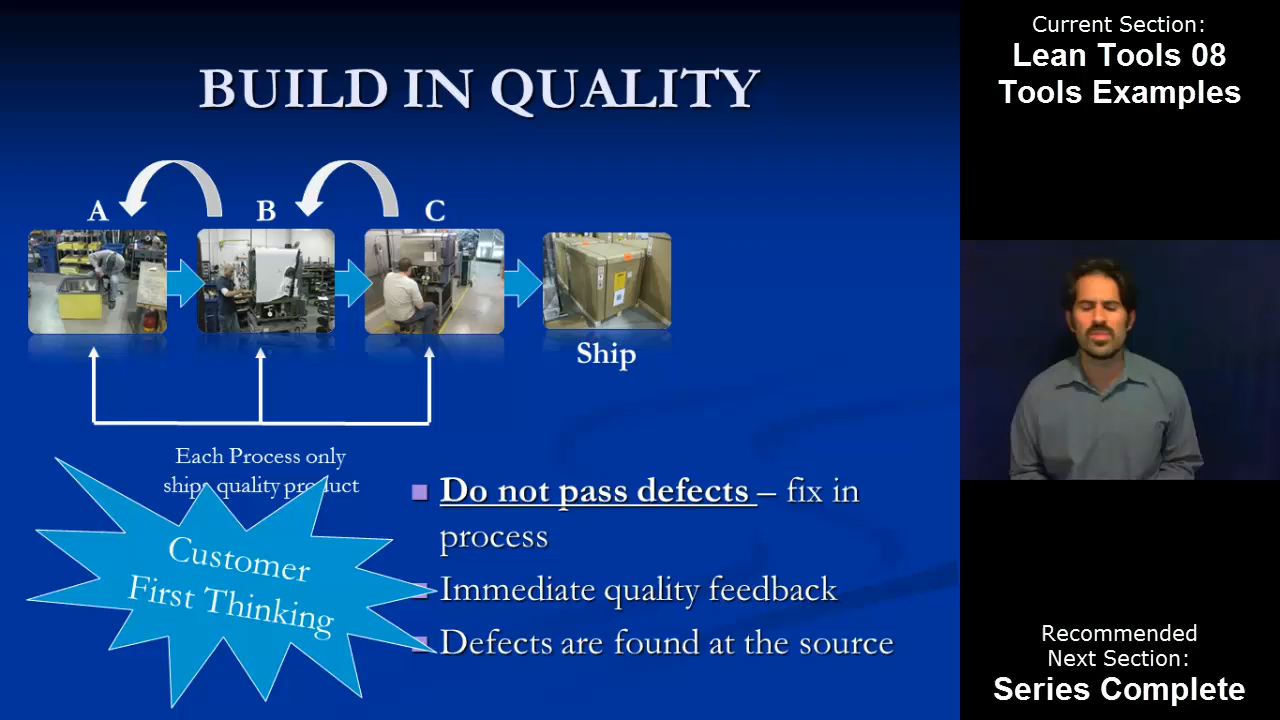 BUILD IN QUALITY
A
B
C
Ship
Each Process only
ships quality product
Customer
First Thinking
Do not pass defects – fix in
process
Immediate quality feedback
Defects are found at the source
Current Section:
Lean Tools 08
Tools Examples
Recommended
Next Section:
Series Complete